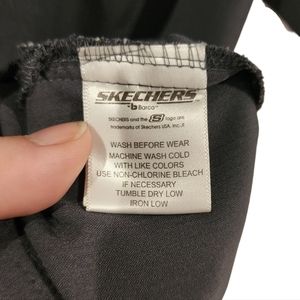 SKECHERS
by Barco
SKECHERS and the S logo are
trademarks of Skechers USA, Inc. II
WASH BEFORE WEAR
MACHINE WASH COLD
WITH LIKE COLORS
USE NON-CHLORINE BLEACH
IF NECESSARY
TUMBLE DRY LOW
IRON LOW